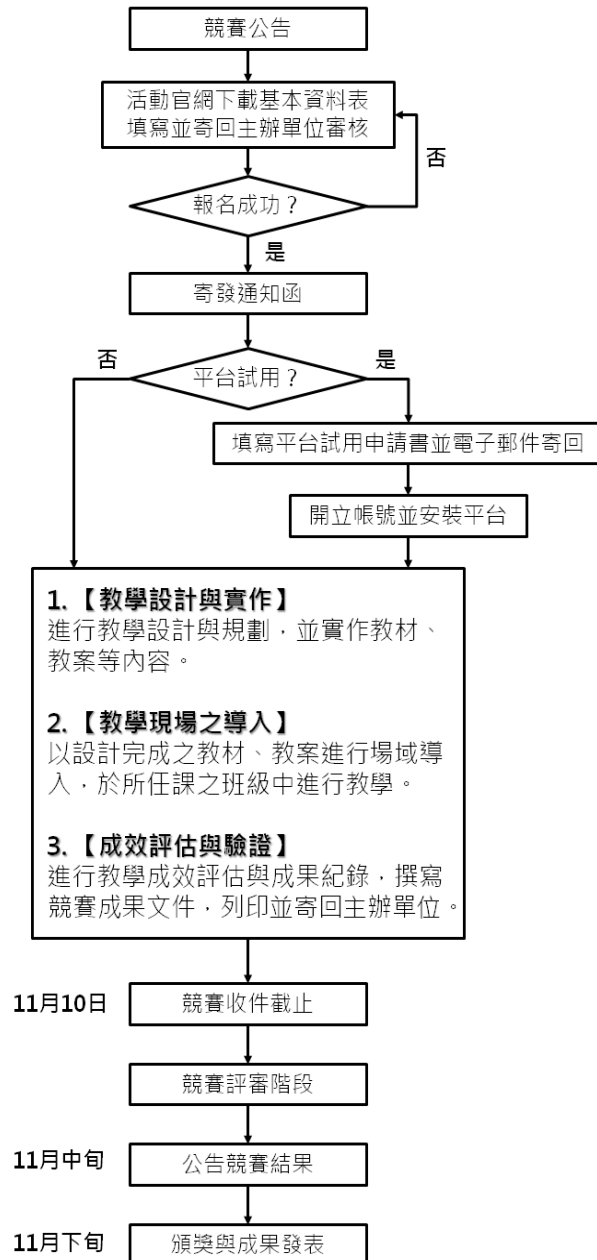 競賽公告
活動官網下載基本資料表
填寫並寄回主辦單位審核
否
報名成功？
是
寄發通知函
否
是
平台試用？
填寫平台試用申請書並電子郵件寄回
開立帳號並安裝平台
1.【教學設計與實作】
進行教學設計與規劃，並實作教材、
教案等內容。
2.【教學現場之導入】
以設計完成之教材、教案進行場域導
入，於所任課之班級中進行教學。
3.【成效評估與驗證】
進行教學成效評估與成果紀錄，撰寫
競賽成果文件，列印並寄回主辦單位。
11月10日
競賽收件截止
競賽評審階段
11月中旬
公告競賽結果
11月下旬
頒獎與成果發表